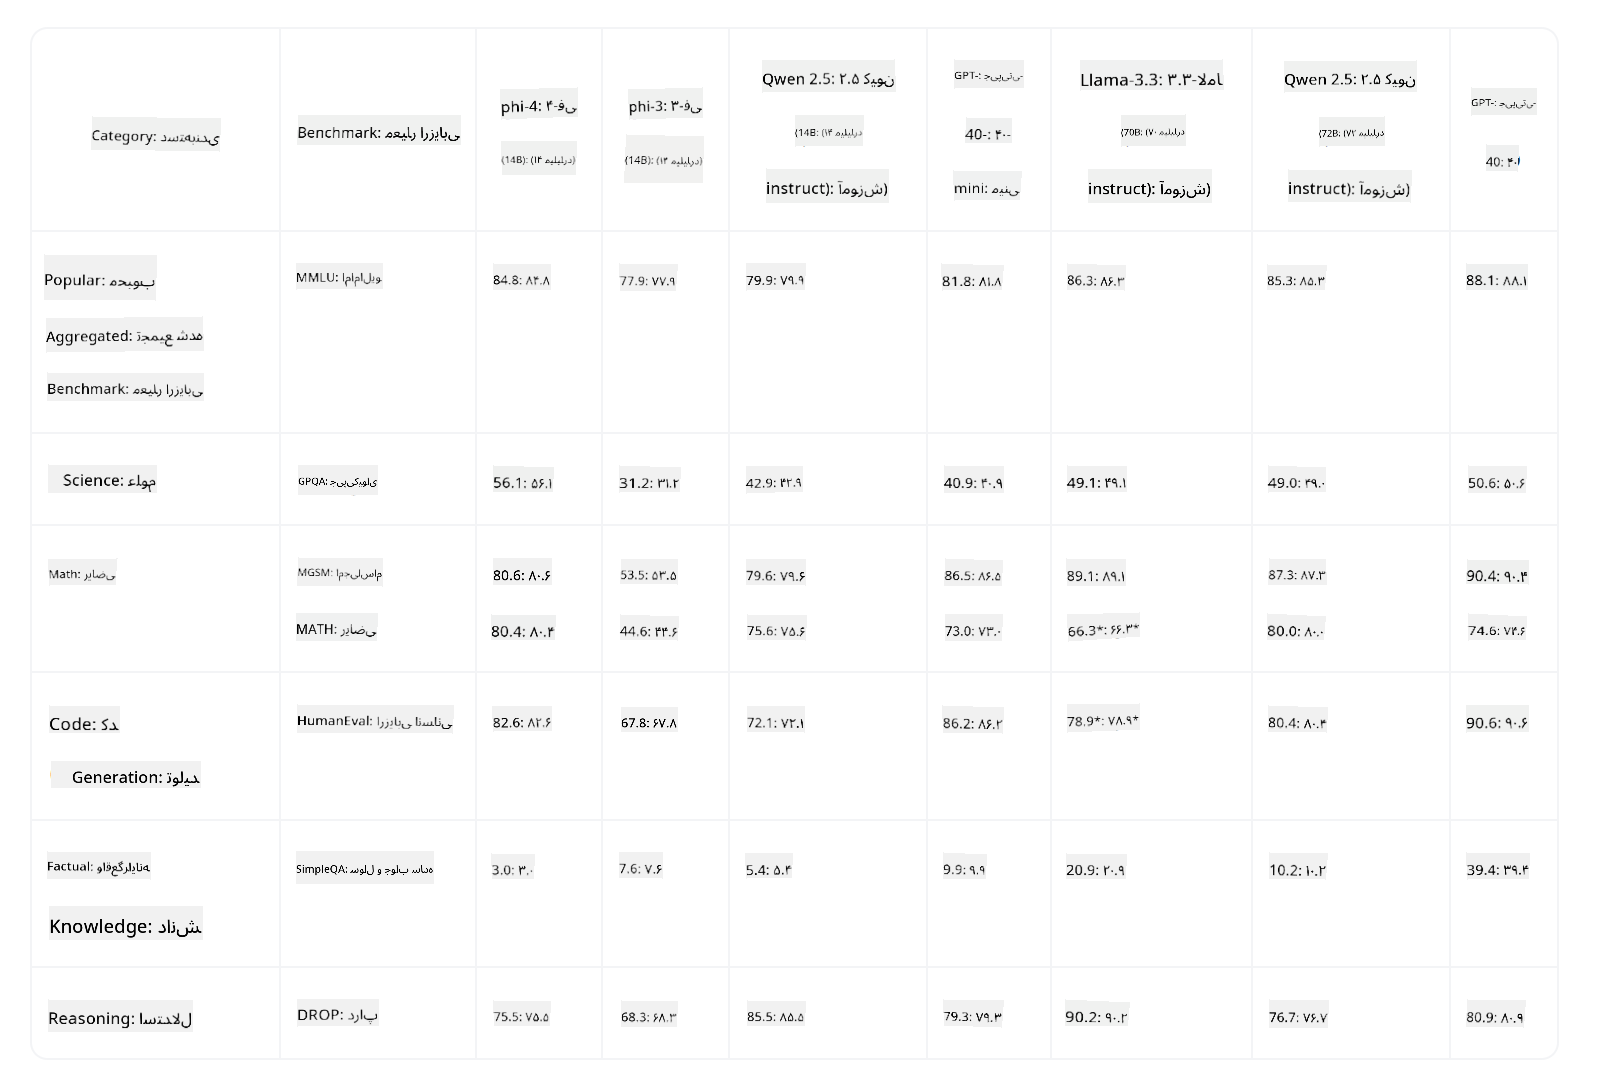 Category: دسته‌بندی
Benchmark: معیار ارزیابی
phi-4: فی-۴
(14B): (۱۴ میلیارد)
phi-3: فی-۳
(14B): (۱۴ میلیارد)
Qwen 2.5: کیون ۲.۵
(14B: (۱۴ میلیارد
instruct): آموزش)
GPT-: جی‌پی‌تی-
4o-: ۴۰-
mini: مینی
Llama-3.3: لاما-۳.۳
(70B: (۷۰ میلیارد
instruct): آموزش)
Qwen 2.5: کیون ۲.۵
(72B: (۷۲ میلیارد
instruct): آموزش)
GPT-: جی‌پی‌تی-
40: ۴۰
Popular: محبوب
Aggregated: تجمیع شده
Benchmark: معیار ارزیابی
MMLU: ام‌ام‌ال‌یو
84.8: ۸۴.۸
77.9: ۷۷.۹
79.9: ۷۹.۹
81.8: ۸۱.۸
86.3: ۸۶.۳
85.3: ۸۵.۳
88.1: ۸۸.۱
Science: علوم
GPQA: جی‌پی‌کیوای
56.1: ۵۶.۱
31.2: ۳۱.۲
42.9: ۴۲.۹
40.9: ۴۰.۹
49.1: ۴۹.۱
49.0: ۴۹.۰
50.6: ۵۰.۶
Math: ریاضی
MGSM: ام‌جی‌اس‌ام
80.6: ۸۰.۶
53.5: ۵۳.۵
79.6: ۷۹.۶
86.5: ۸۶.۵
89.1: ۸۹.۱
87.3: ۸۷.۳
90.4: ۹۰.۴
MATH: ریاضی
80.4: ۸۰.۴
44.6: ۴۴.۶
75.6: ۷۵.۶
73.0: ۷۳.۰
66.3*: ۶۶.۳*
80.0: ۸۰.۰
74.6: ۷۴.۶
Code: کد
Generation: تولید
HumanEval: ارزیابی انسانی
82.6: ۸۲.۶
67.8: ۶۷.۸
72.1: ۷۲.۱
86.2: ۸۶.۲
78.9*: ۷۸.۹*
80.4: ۸۰.۴
90.6: ۹۰.۶
Factual: واقع‌گرایانه
Knowledge: دانش
SimpleQA: سوال و جواب ساده
3.0: ۳.۰
7.6: ۷.۶
5.4: ۵.۴
9.9: ۹.۹
20.9: ۲۰.۹
10.2: ۱۰.۲
39.4: ۳۹.۴
Reasoning: استدلال
DROP: دراپ
75.5: ۷۵.۵
68.3: ۶۸.۳
85.5: ۸۵.۵
79.3: ۷۹.۳
90.2: ۹۰.۲
76.7: ۷۶.۷
80.9: ۸۰.۹